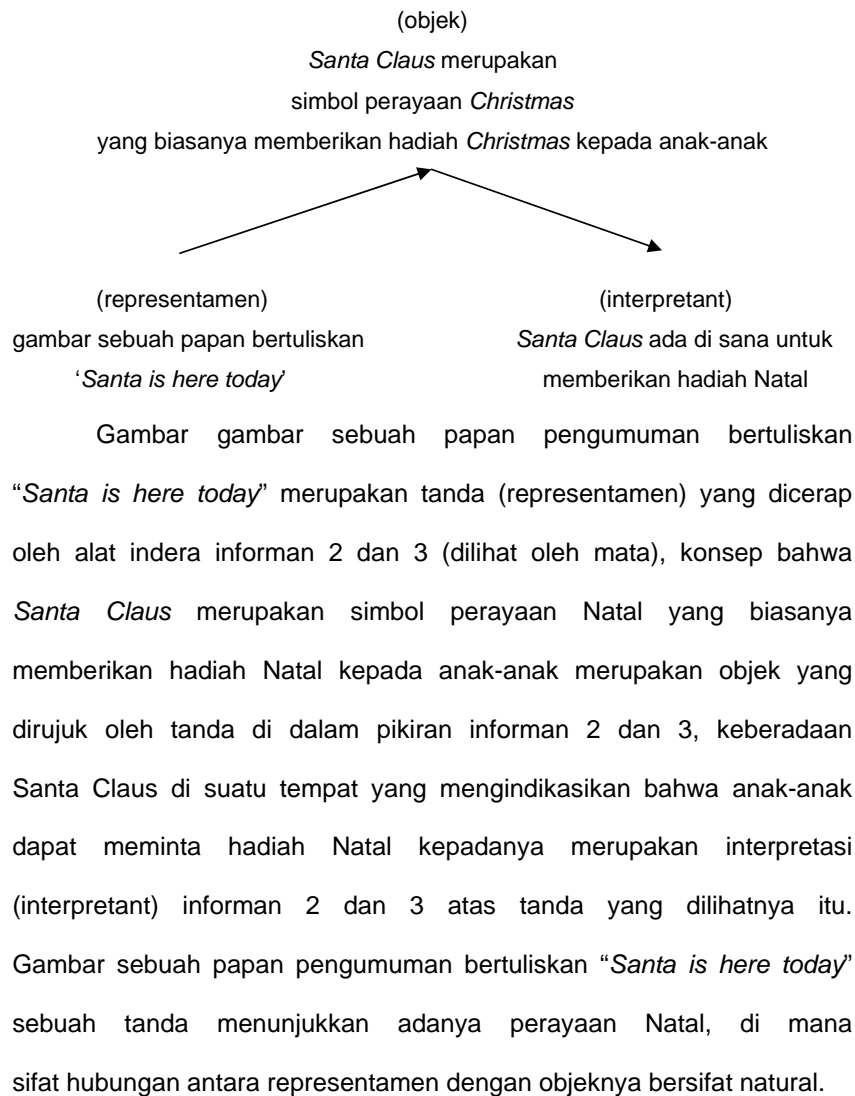 (objek)
Santa Claus merupakan
simbol perayaan Christmas
yang biasanya memberikan hadiah Christmas kepada anak-anak
(representamen) (interpretant)
gambar sebuah papan bertuliskan Santa Claus ada di sana untuk
‘Santa is here today’ memberikan hadiah Natal
Gambar gambar sebuah papan pengumuman bertuliskan
“Santa is here today” merupakan tanda (representamen) yang dicerap
oleh alat indera informan 2 dan 3 (dilihat oleh mata), konsep bahwa
Santa Claus merupakan simbol perayaan Natal yang biasanya
memberikan hadiah Natal kepada anak-anak merupakan objek yang
dirujuk oleh tanda di dalam pikiran informan 2 dan 3, keberadaan
Santa Claus di suatu tempat yang mengindikasikan bahwa anak-anak
dapat meminta hadiah Natal kepadanya merupakan interpretasi
(interpretant) informan 2 dan 3 atas tanda yang dilihatnya itu.
Gambar sebuah papan pengumuman bertuliskan “Santa is here today”
sebuah tanda menunjukkan adanya perayaan Natal, di mana
sifat hubungan antara representamen dengan objeknya bersifat natural.